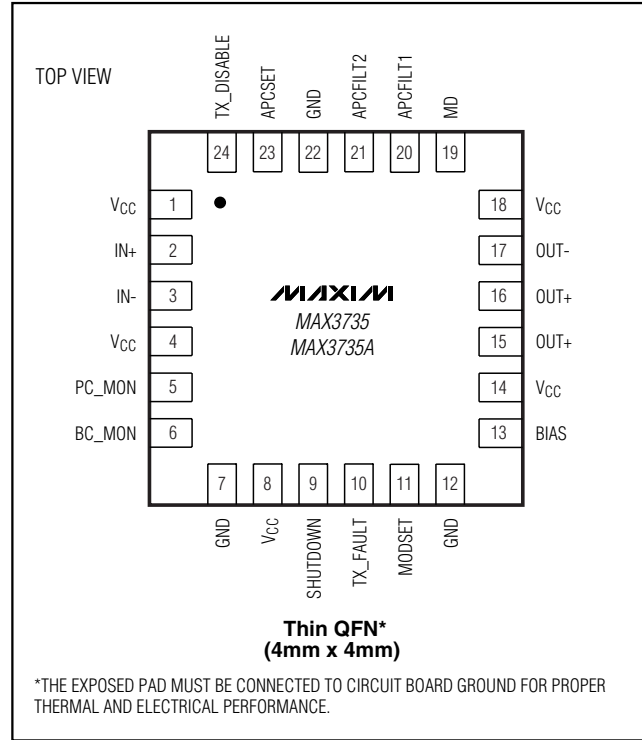 TOP VIEW
TX_DISABLE
APCSET
GND
APCFILT2
APCFILT1
MD
24
23
22
21
20
19
VCC 1
IN+ 2
IN- 3
VCC 4
PC_MON 5
BC_MON 6
18 VCC
17 OUT-
16 OUT+
15 OUT+
14 VCC
13 BIAS
MAXIM
MAX3735
MAX3735A
7
8
9
10
11
12
GND
VCC
SHUTDOWN
TX_FAULT
MODSET
GND
Thin QFN*
(4mm x 4mm)
*THE EXPOSED PAD MUST BE CONNECTED TO CIRCUIT BOARD GROUND FOR PROPER
THERMAL AND ELECTRICAL PERFORMANCE.